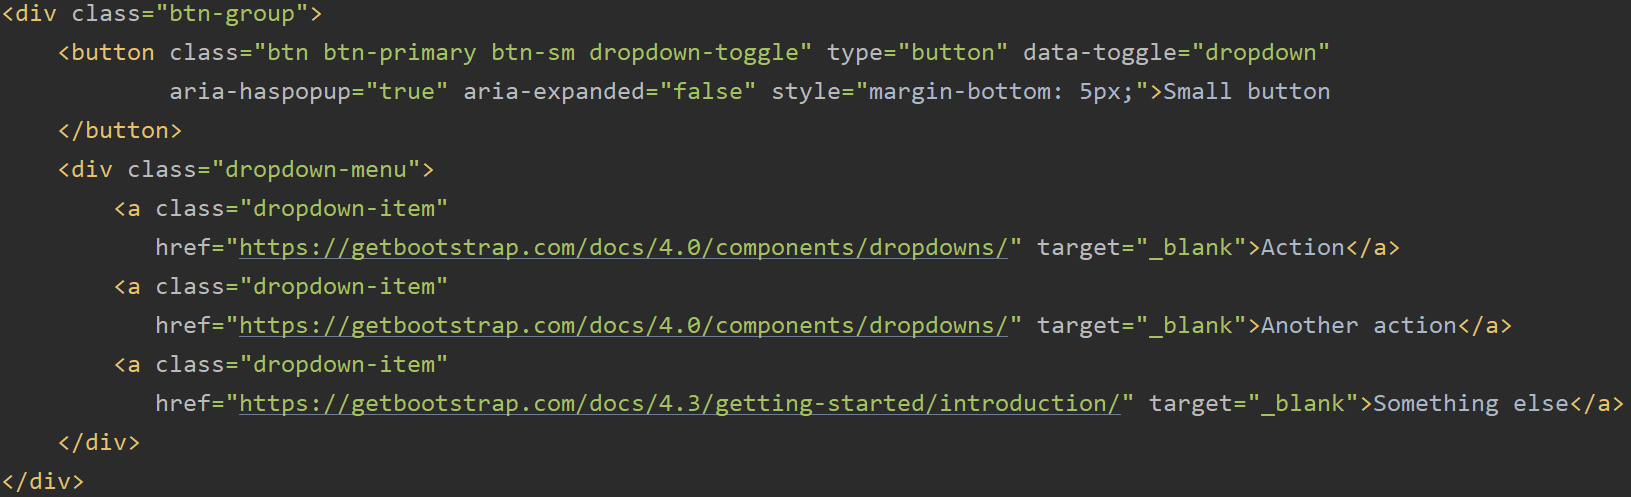 <div class="btn-group">
    <button class="btn btn-primary btn-sm dropdown-toggle" type="button" data-toggle="dropdown"
            aria-haspopup="true" aria-expanded="false" style="margin-bottom: 5px;">Small button
    </button>
    <div class="dropdown-menu">
        <a class="dropdown-item"
           href="https://getbootstrap.com/docs/4.0/components/dropdowns/" target="_blank">Action</a>
        <a class="dropdown-item"
           href="https://getbootstrap.com/docs/4.0/components/dropdowns/" target="_blank">Another action</a>
        <a class="dropdown-item"
           href="https://getbootstrap.com/docs/4.3/getting-started/introduction/" target="_blank">Something else</a>
    </div>
</div>